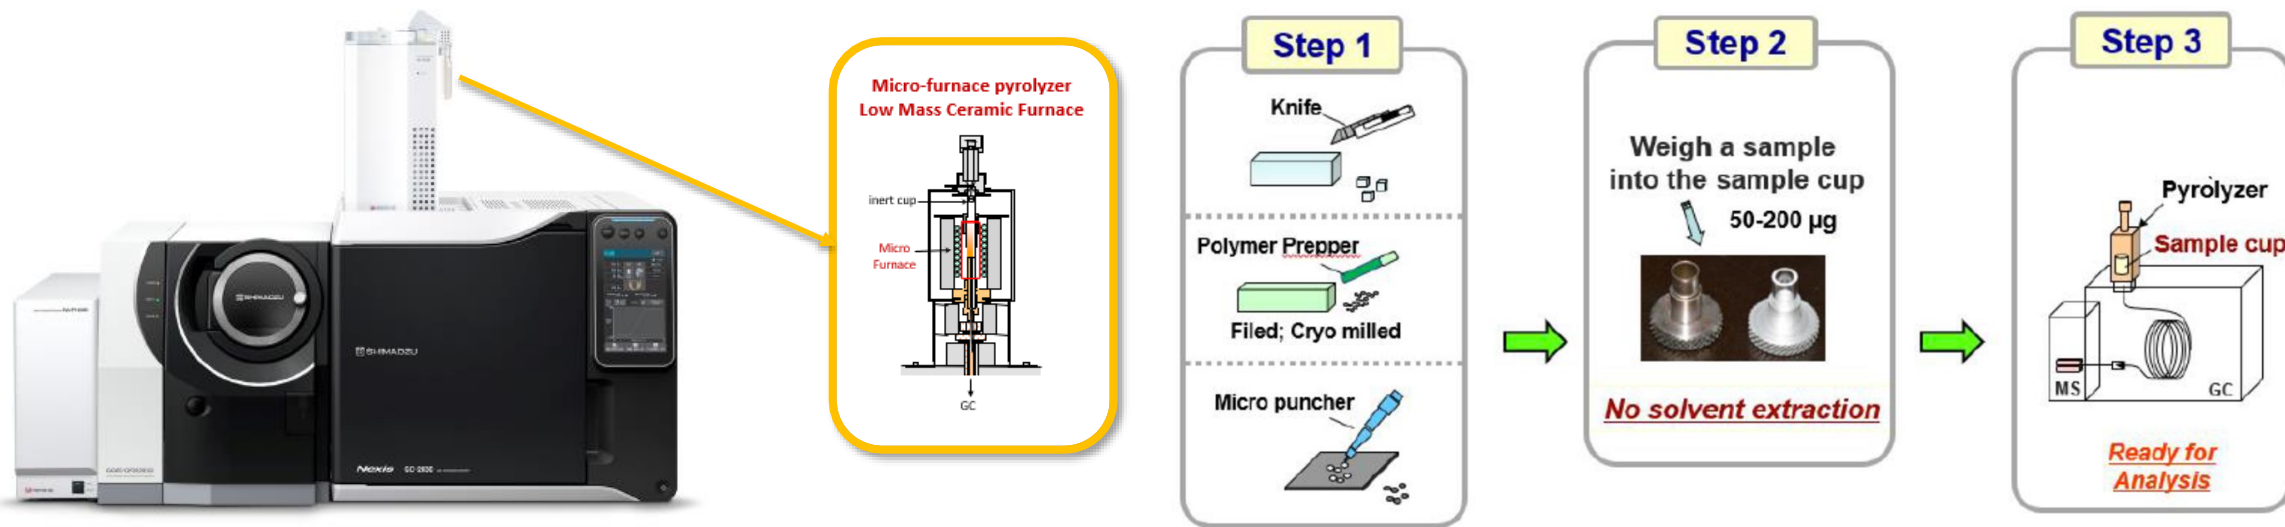 SHIMADZU
SHIMADZU
Nexis GC-2030
Micro-furnace pyrolyzer
Low Mass Ceramic Furnace
inert cup
Micro
Furnace
GC
Step 1
Knife
Polymer Prepper
Filed; Cryo milled
Micro puncher
Step 2
Weigh a sample
into the sample cup
50-200 µg
No solvent extraction
Step 3
Pyrolyzer
Sample cup
MS
GC
Ready for
Analysis